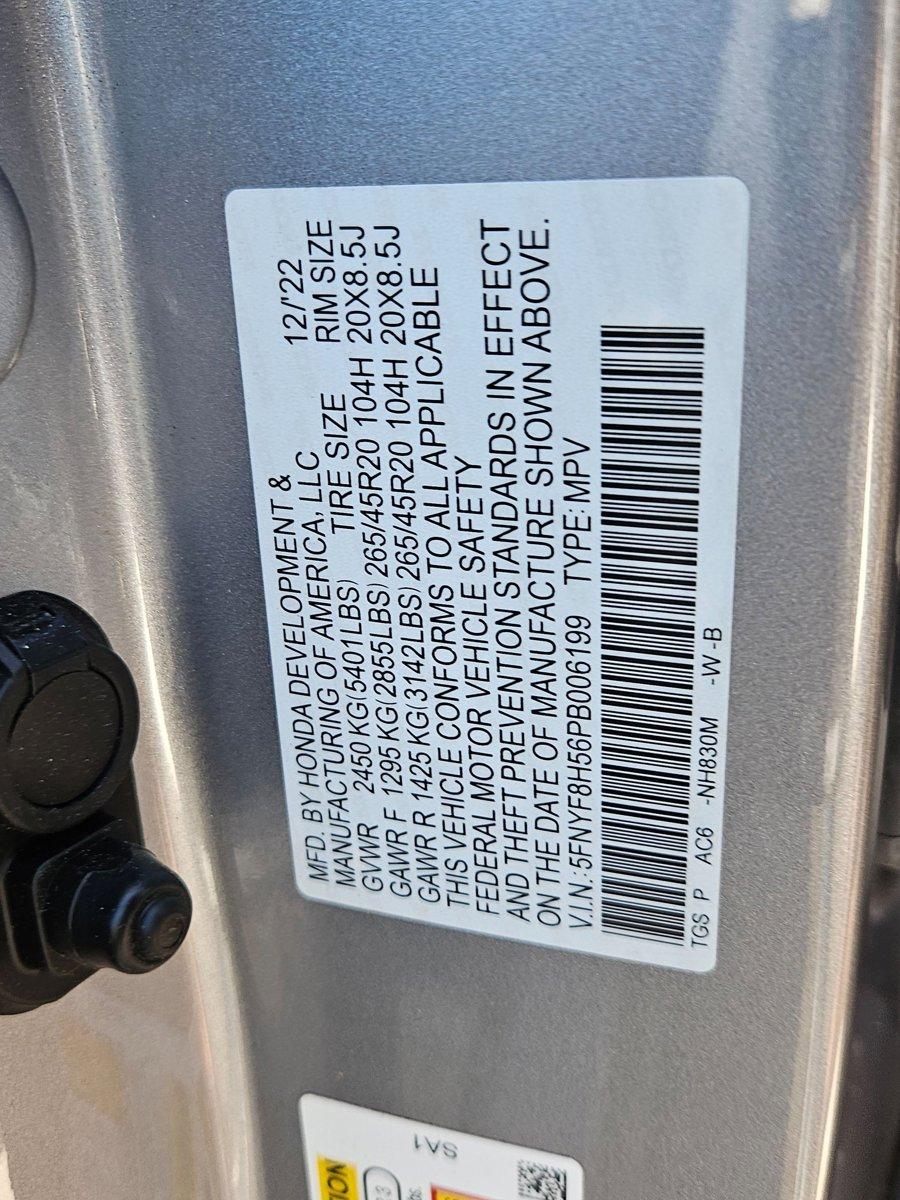 MFD. BY HONDA DEVELOPMENT &
MANUFACTURING OF AMERICA, LLC 12/'22
TIRE SIZE RIM SIZE
GVWR 2450 KG(5401LBS)
GAWR F 1295 KG(2855LBS) 265/45R20 104H 20X8.5J
GAWR R 1425 KG(3142LBS) 265/45R20 104H 20X8.5J
THIS VEHICLE CONFORMS TO ALL APPLICABLE
FEDERAL MOTOR VEHICLE SAFETY
AND THEFT PREVENTION STANDARDS IN EFFECT
ON THE DATE OF MANUFACTURE SHOWN ABOVE.
V.I.N.:5FNYF8H56PB006199 TYPE: MPV
TGS P AC6 -NH830M -W -B
SA1